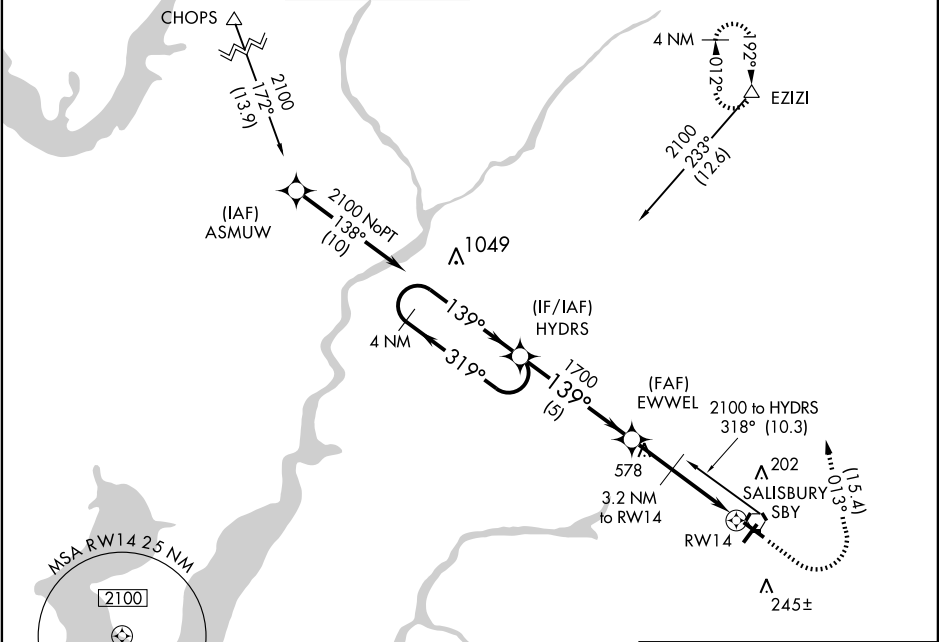 CHOPS
2100
172°
(13.9)
4 NM
012°
192°
EZIZI
2100
233°
(12.6)
(IAF)
ASMUW
2100 NoPT
138°
(10)
1049
139°
4 NM
319°
(IF/IAF)
HYDRS
1700
139°
(5)
(FAF)
EWWEL
578
2100 to HYDRS
318° (10.3)
3.2 NM
to RW14
202
SALISBURY
SBY
RW14
013°
(15.4)
245±
MSA RW14 25 NM
2100